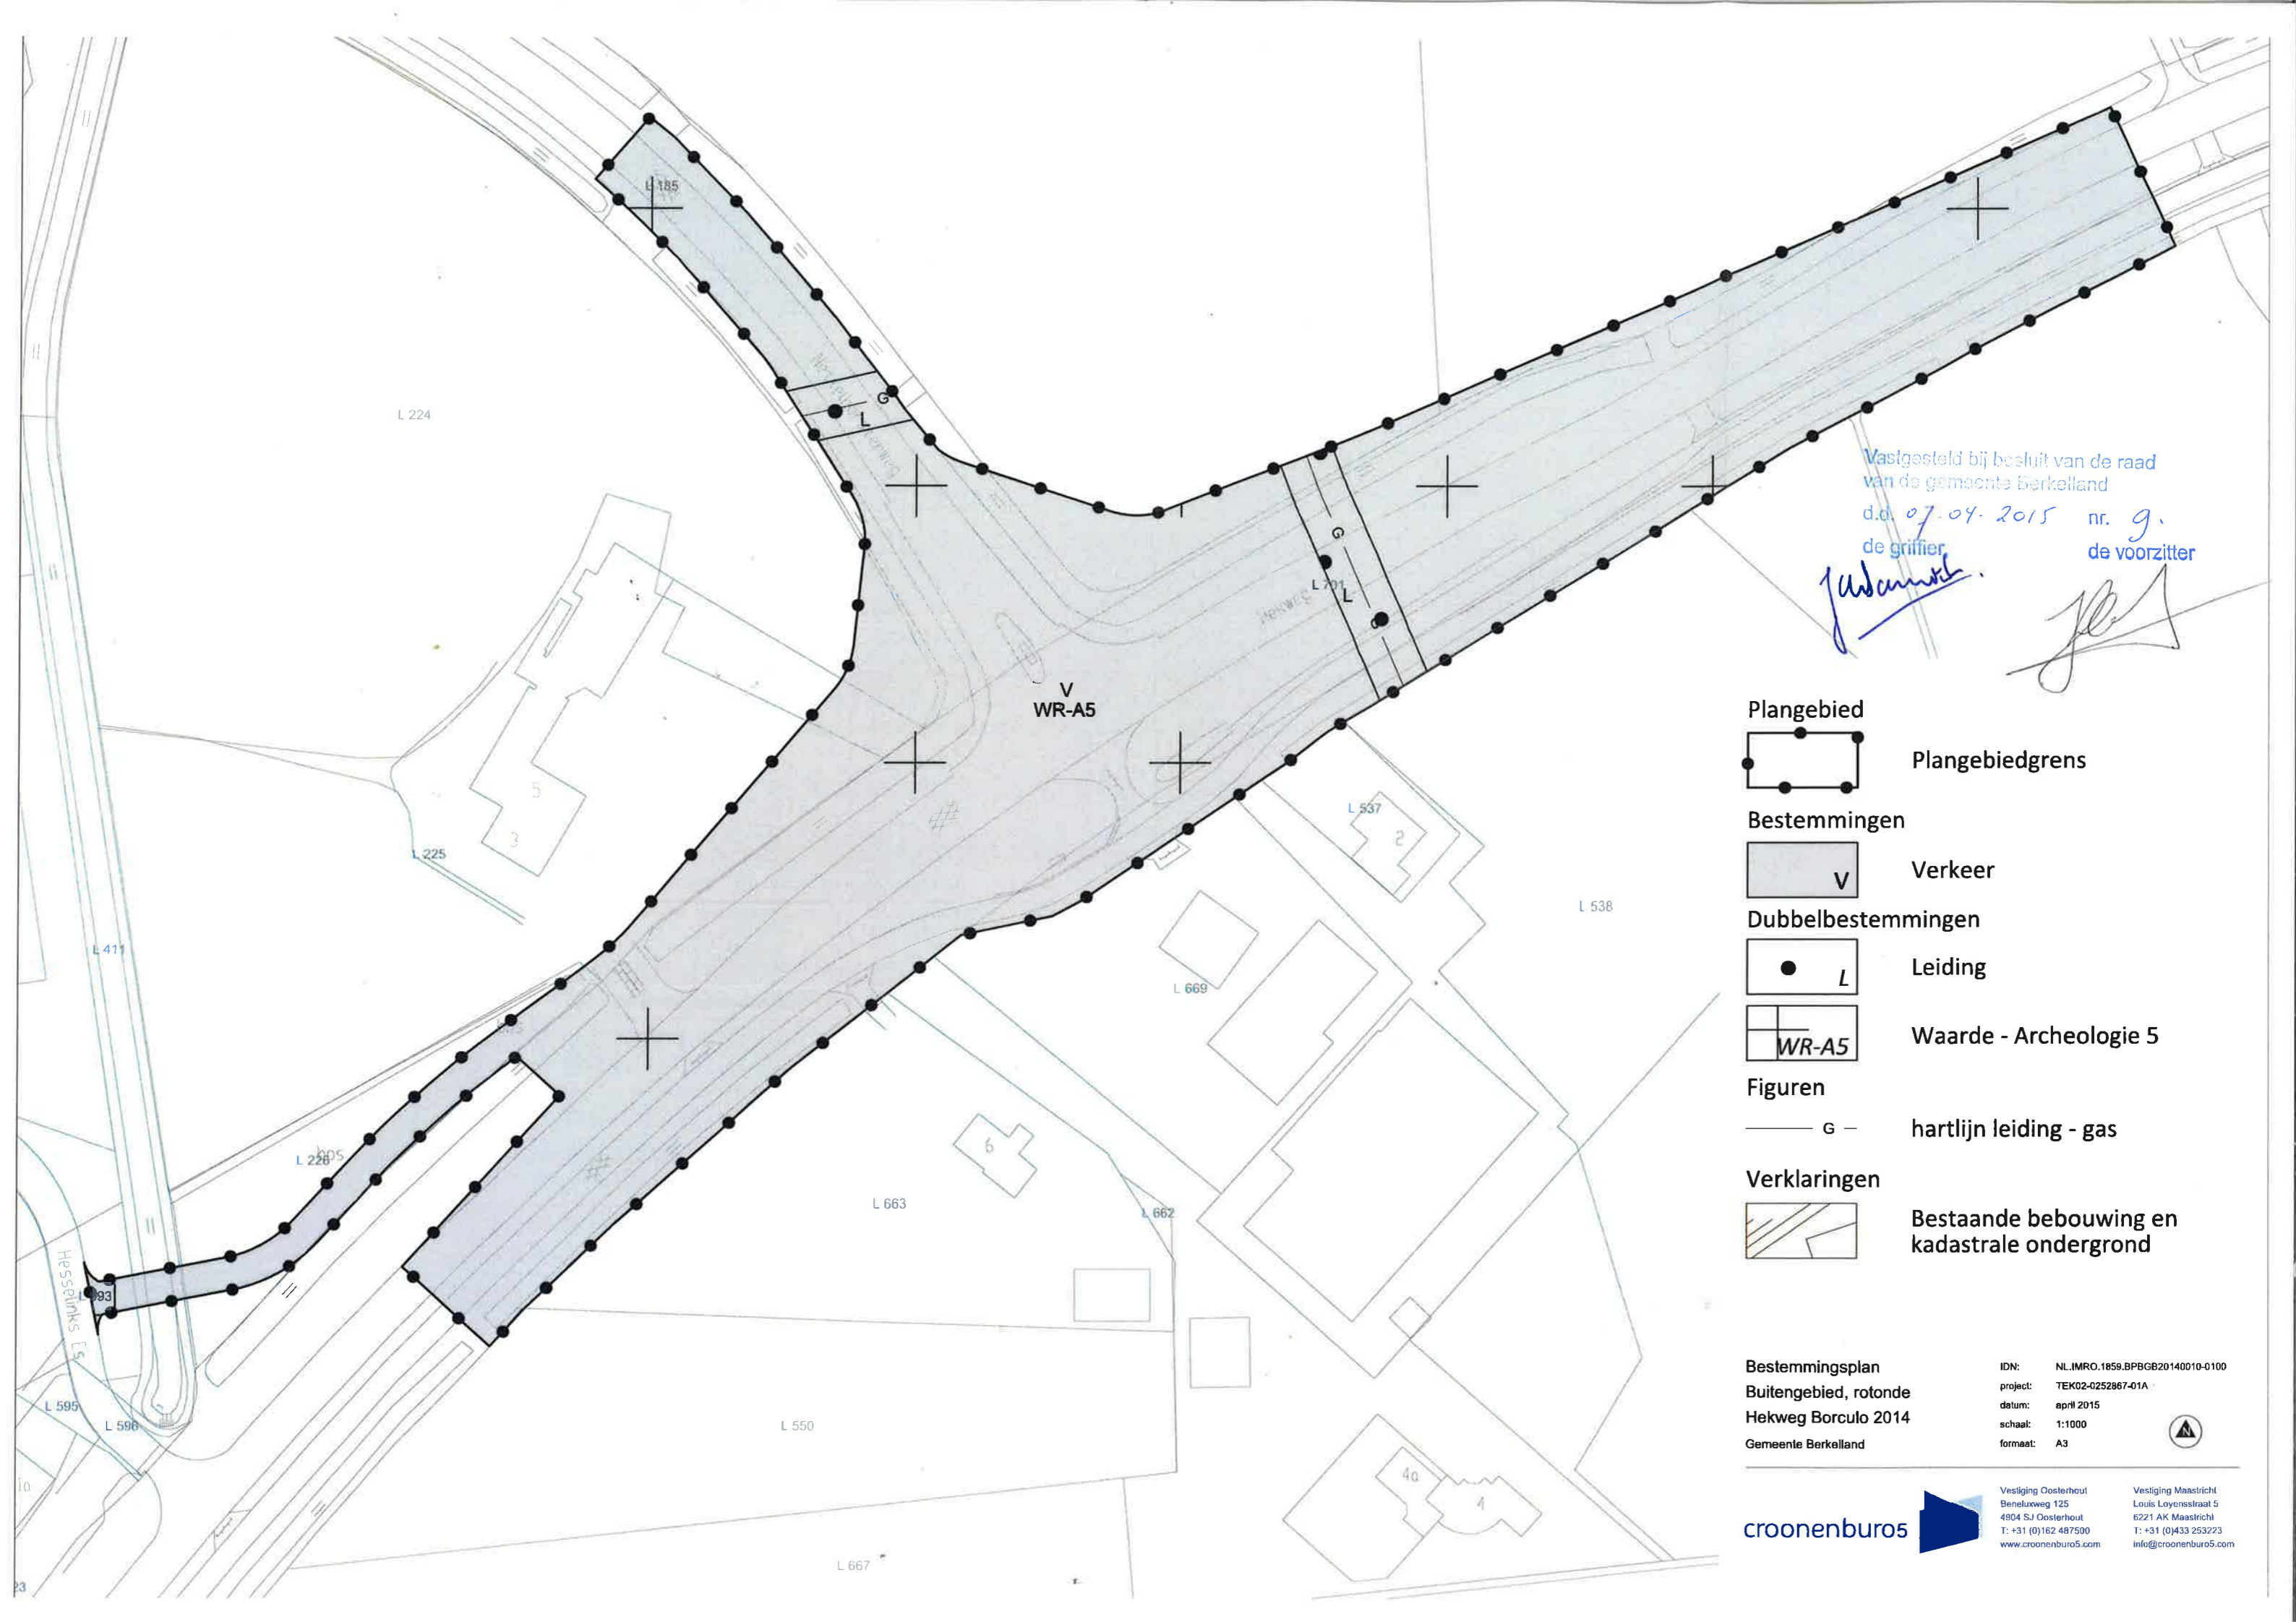 L 185
L 224
G
L
G
L 701
L
G
V
WR-A5
5
3
L 225
L 411
L 537
2
L 538
L 669
6
L 663
L 662
L 226
Hesselinks Es
L 595
L 596
L 550
4a
4
L 667
Vastgesteld bij besluit van de raad
van de gemeente Berkelland
d.d. 07-04-2015 nr. 9.
de griffier, de voorzitter
Plangebied
Plangebiedgrens
Bestemmingen
V Verkeer
Dubbelbestemmingen
L Leiding
WR-A5 Waarde - Archeologie 5
Figuren
G hartlijn leiding - gas
Verklaringen
Bestaande bebouwing en
kadastrale ondergrond
Bestemmingsplan
Buitengebied, rotonde
Hekweg Borculo 2014
Gemeente Berkelland
IDN: NL.IMRO.1859.BPBGB20140010-0100
project: TEK02-0252867-01A
datum: april 2015
schaal: 1:1000
formaat: A3
N
croonenburo5
Vestiging Oosterhout
Beneluxweg 125
4904 SJ Oosterhout
T: +31 (0)162 487500
www.croonenburo5.com
Vestiging Maastricht
Louis Loyensstraat 5
6221 AK Maastricht
T: +31 (0)433 253223
info@croonenburo5.com